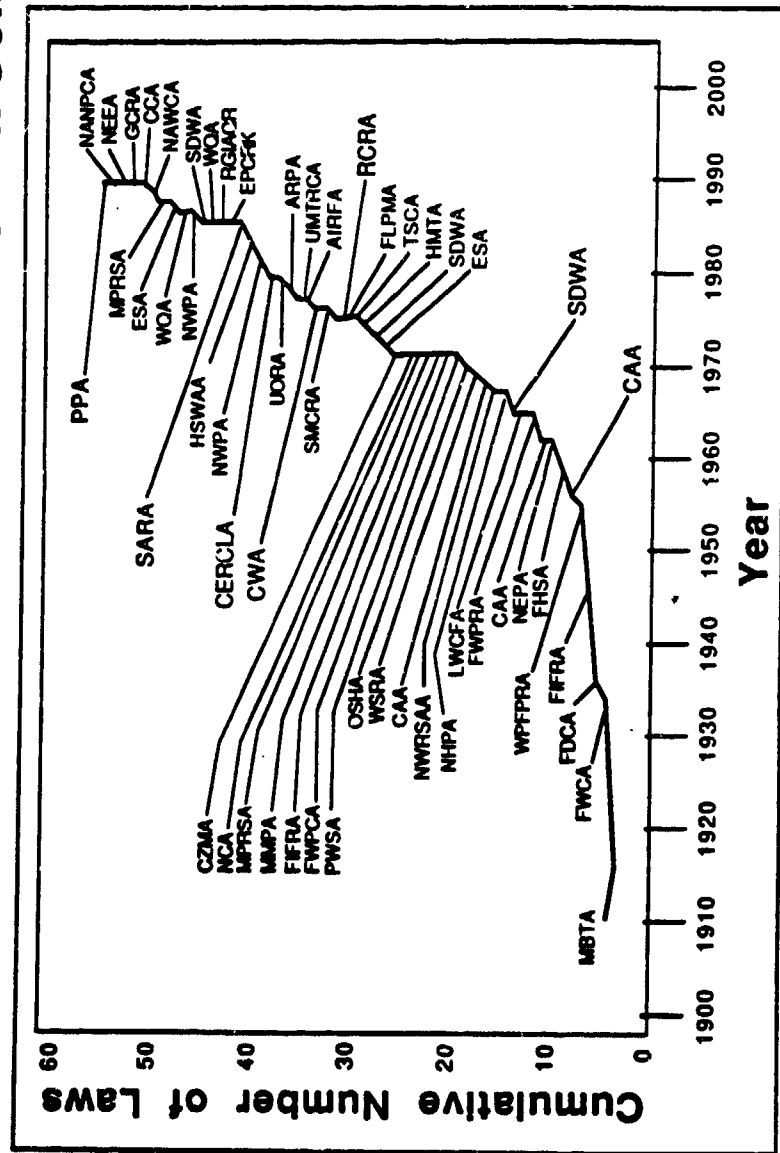 NANPCA
NEEA
GCRA
CCA
NAWCA
SDWA
WQA
RGIACR
EPCRK
ARPA
UMTRCA
AIRFA
RCRA
FLPMA
TSCA
HMTA
SDWA
ESA
SDWA
CAA
PPA
MPRSA
ESA
WQA
NWPA
SARA
HSWAA
NWPA
CERCLA
UORA
CWA
SMCRA
CZMA
NCA
MPRSA
MMPA
FIFRA
FWPCA
PWSA
OSHA
WSRA
CAA
NWRSAA
NHPA
LWCFA
FWPRA
CAA
NEPA
FHSA
WPFPRA
FIFRA
FDCA
FWCA
MBTA
60
50
40
30
20
10
0
Cumulative Number of Laws
1900 1910 1920 1930 1940 1950 1960 1970 1980 1990 2000
Year